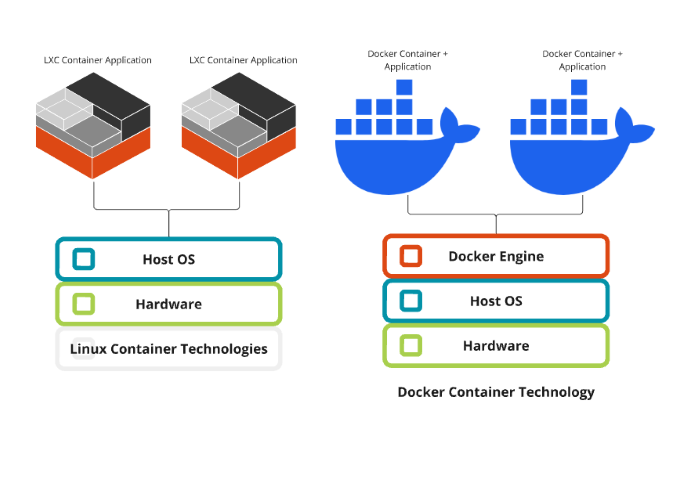 LXC Container Application
LXC Container Application
Host OS
Hardware
Linux Container Technologies
Docker Container +
Application
Docker Container +
Application
Docker Engine
Host OS
Hardware
Docker Container Technology